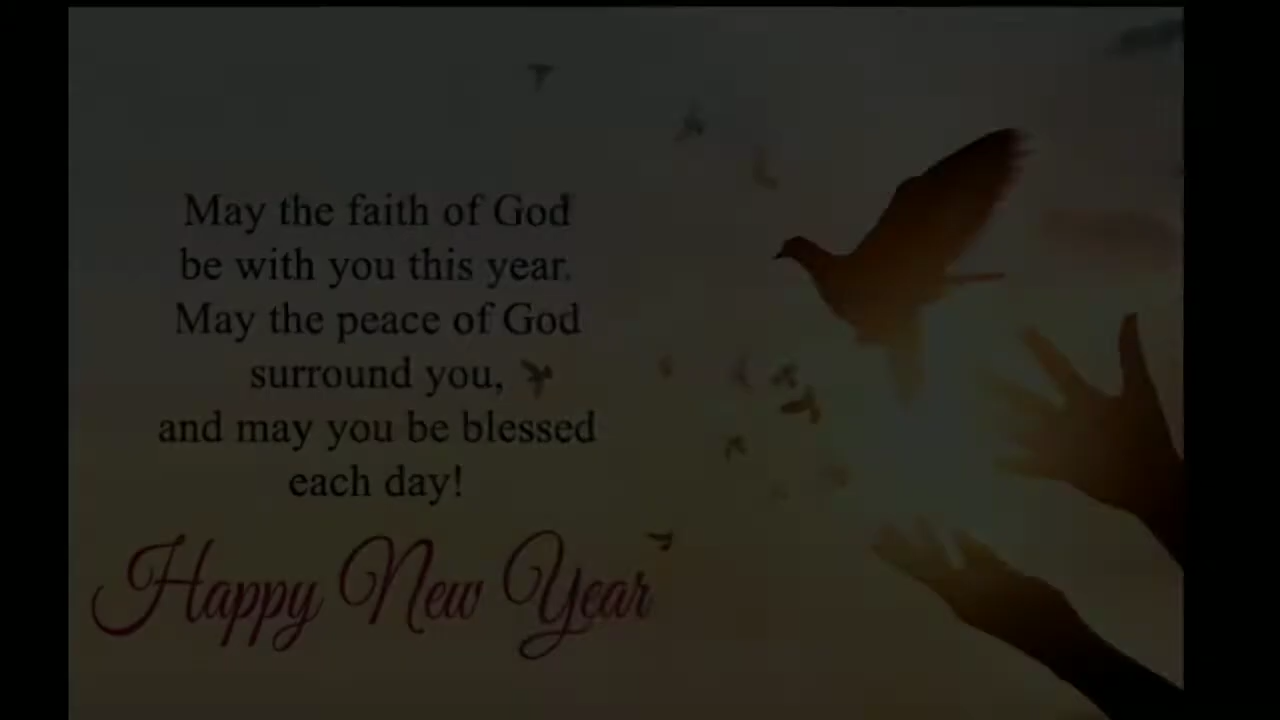 May the faith of God
be with you this year.
May the peace of God
surround you,
and may you be blessed
each day!
Happy New Year